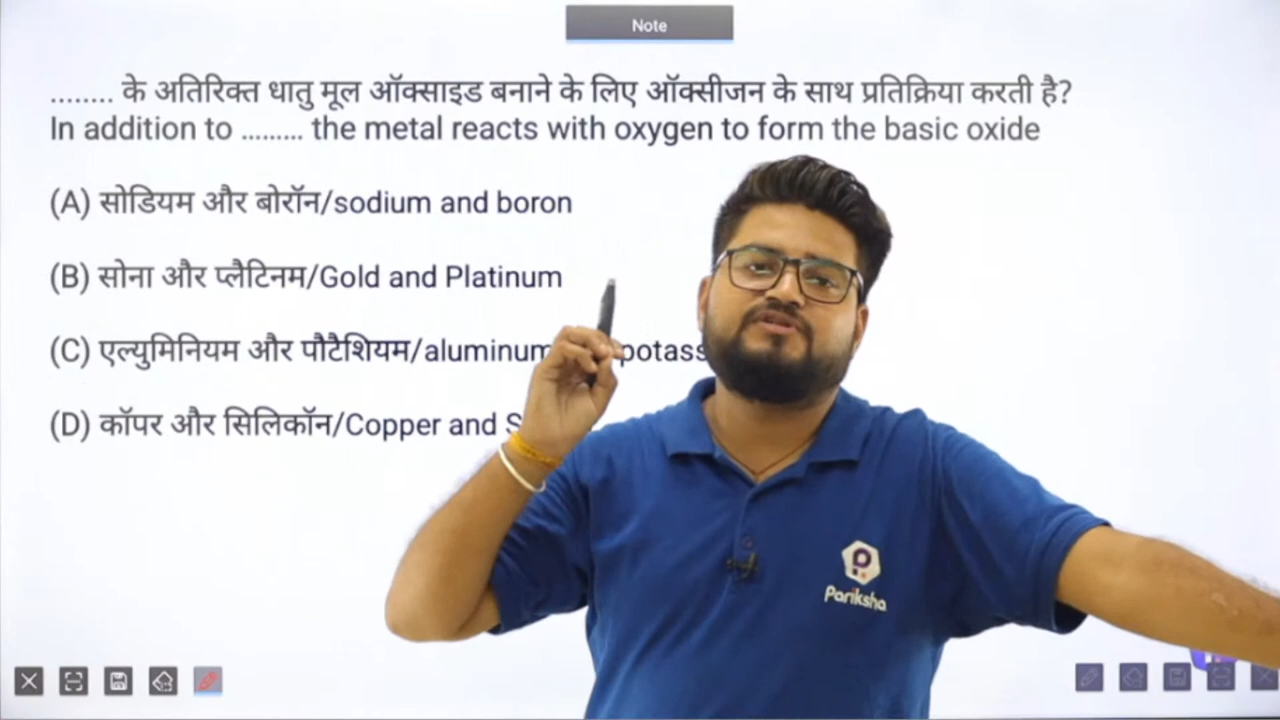 Note
........ के अतिरिक्त धातु मूल ऑक्साइड बनाने के लिए ऑक्सीजन के साथ प्रतिक्रिया करती है?
In addition to ......... the metal reacts with oxygen to form the basic oxide
(A) सोडियम और बोरॉन/sodium and boron
(B) सोना और प्लैटिनम/Gold and Platinum
(C) एल्युमिनियम और पौटैशियम/aluminum
(D) कॉपर और सिलिकॉन/Copper and
Pariksha